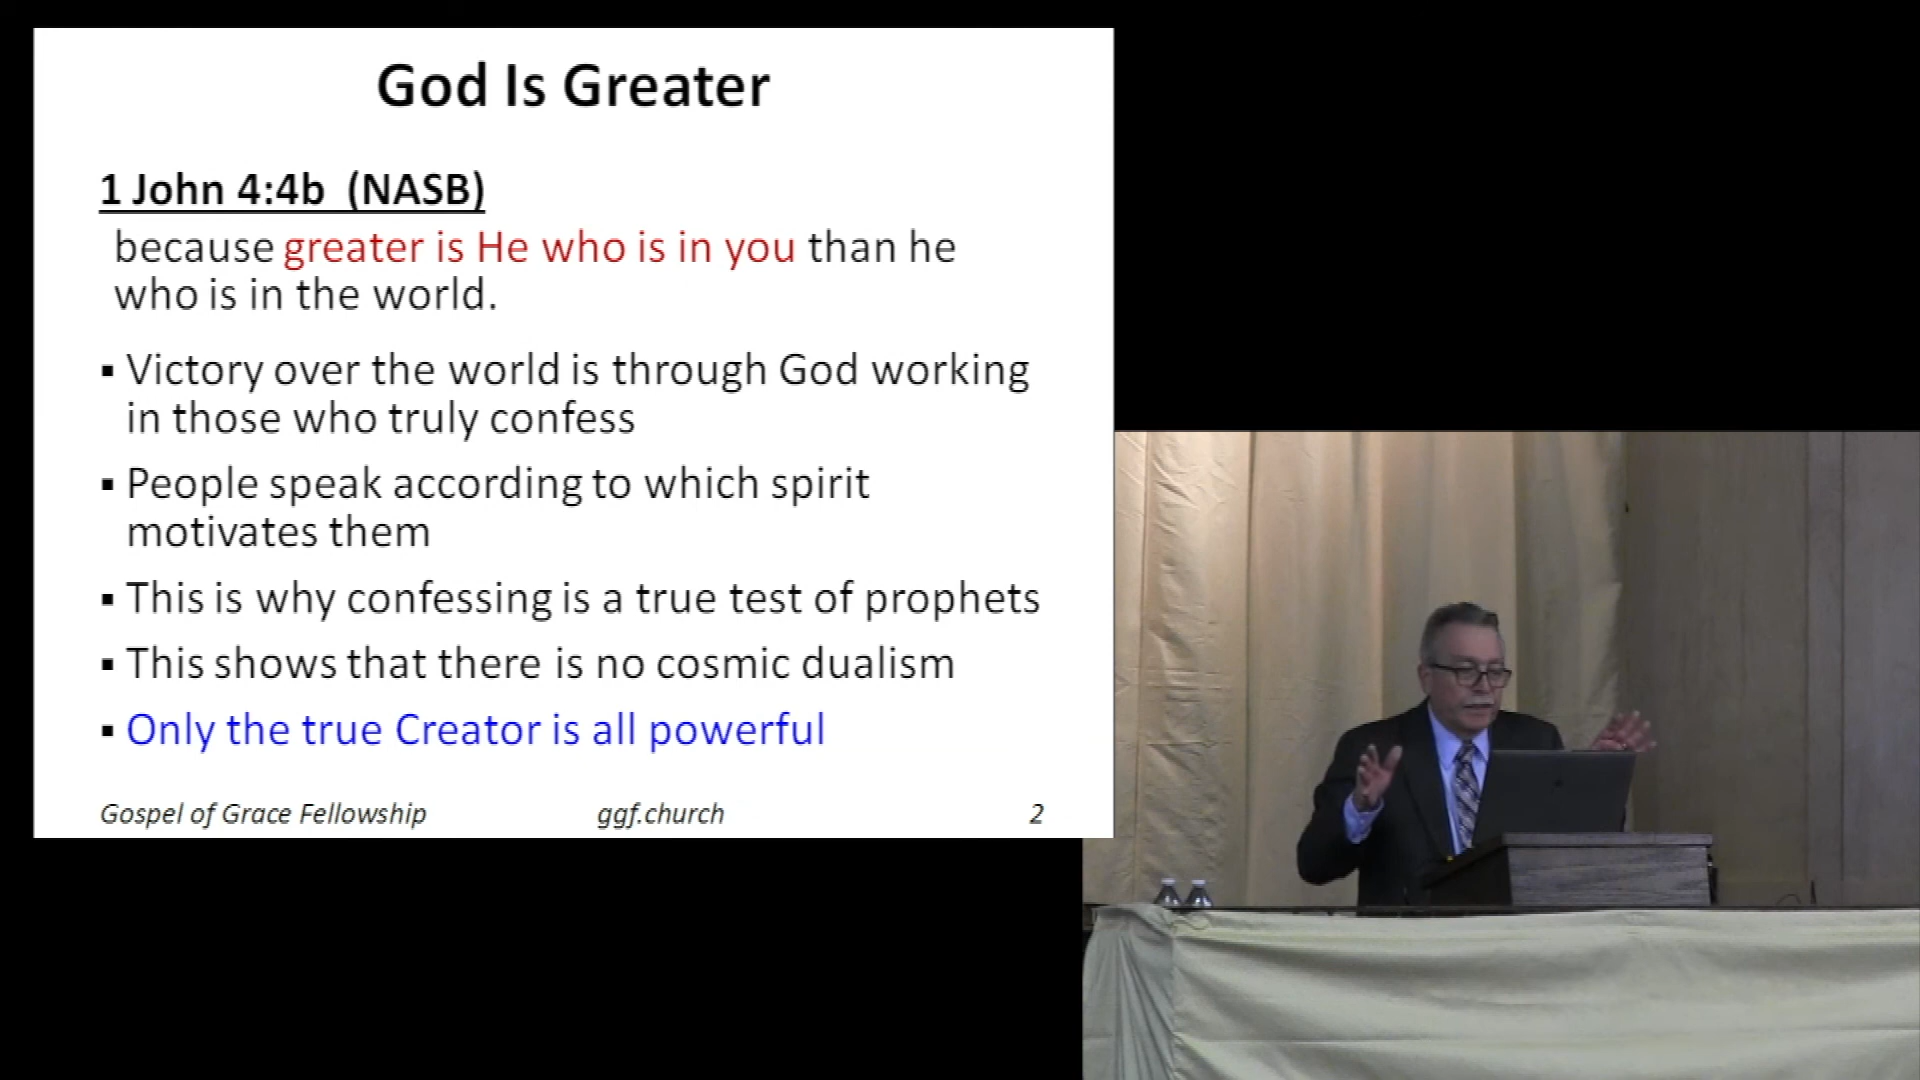 God Is Greater
1 John 4:4b (NASB)
because greater is He who is in you than he
who is in the world.
▪ Victory over the world is through God working
in those who truly confess
▪ People speak according to which spirit
motivates them
▪ This is why confessing is a true test of prophets
▪ This shows that there is no cosmic dualism
▪ Only the true Creator is all powerful
Gospel of Grace Fellowship ggf.church 2